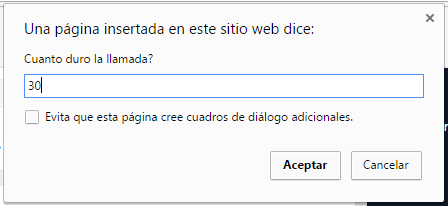 Una página insertada en este sitio web dice:
Cuanto duro la llamada?
30
Evita que esta página cree cuadros de diálogo adicionales.
Aceptar Cancelar